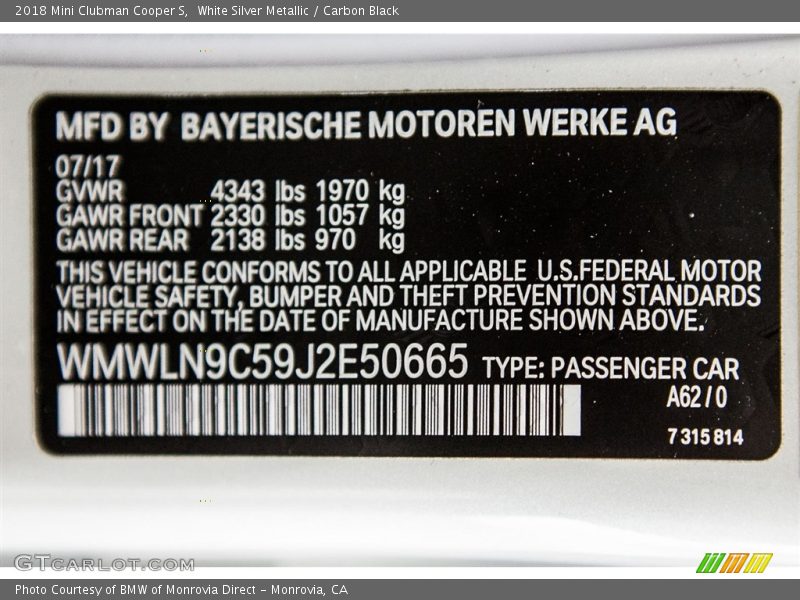 2018 Mini Clubman Cooper S,  White Silver Metallic / Carbon Black
MFD BY BAYERISCHE MOTOREN WERKE AG
07/17
GVWR 4343 lbs 1970 kg
GAWR FRONT 2330 lbs 1057 kg
GAWR REAR 2138 lbs 970 kg
THIS VEHICLE CONFORMS TO ALL APPLICABLE U.S.FEDERAL MOTOR
VEHICLE SAFETY, BUMPER AND THEFT PREVENTION STANDARDS
IN EFFECT ON THE DATE OF MANUFACTURE SHOWN ABOVE.
WMWLN9C59J2E50665 TYPE: PASSENGER CAR
A62/0
7 315 814
GTCARLOT.COM
Photo Courtesy of BMW of Monrovia Direct - Monrovia, CA